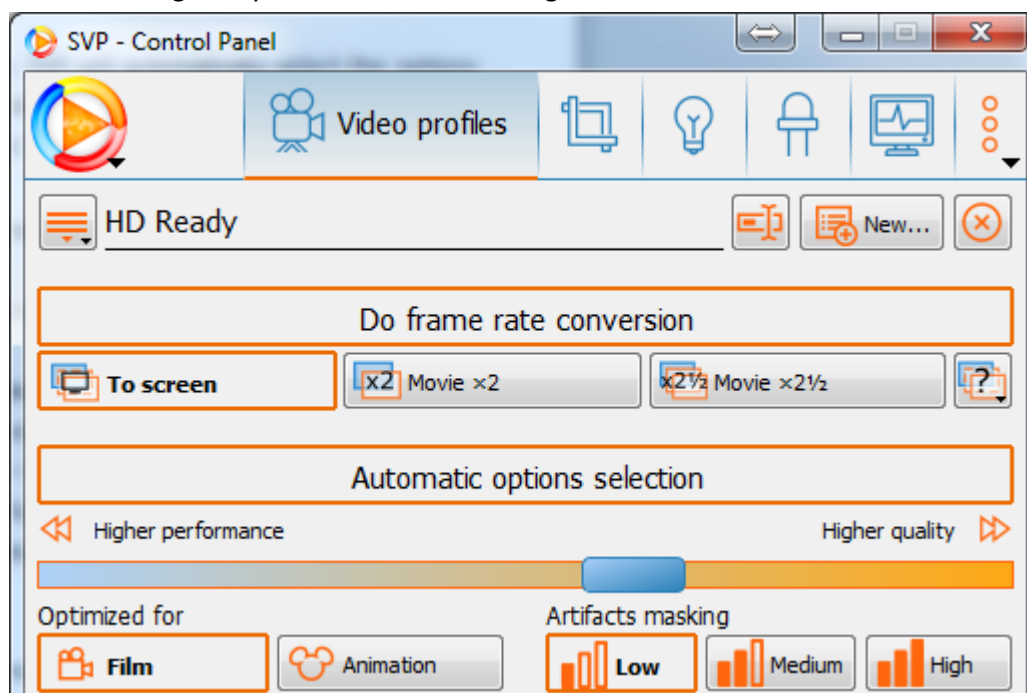 SVP - Control Panel
Video profiles
HD Ready
New...
Do frame rate conversion
To screen
x2 Movie ×2
x2½ Movie ×2½
?
Automatic options selection
Higher performance Higher quality
Optimized for Artifacts masking
Film Animation Low Medium High